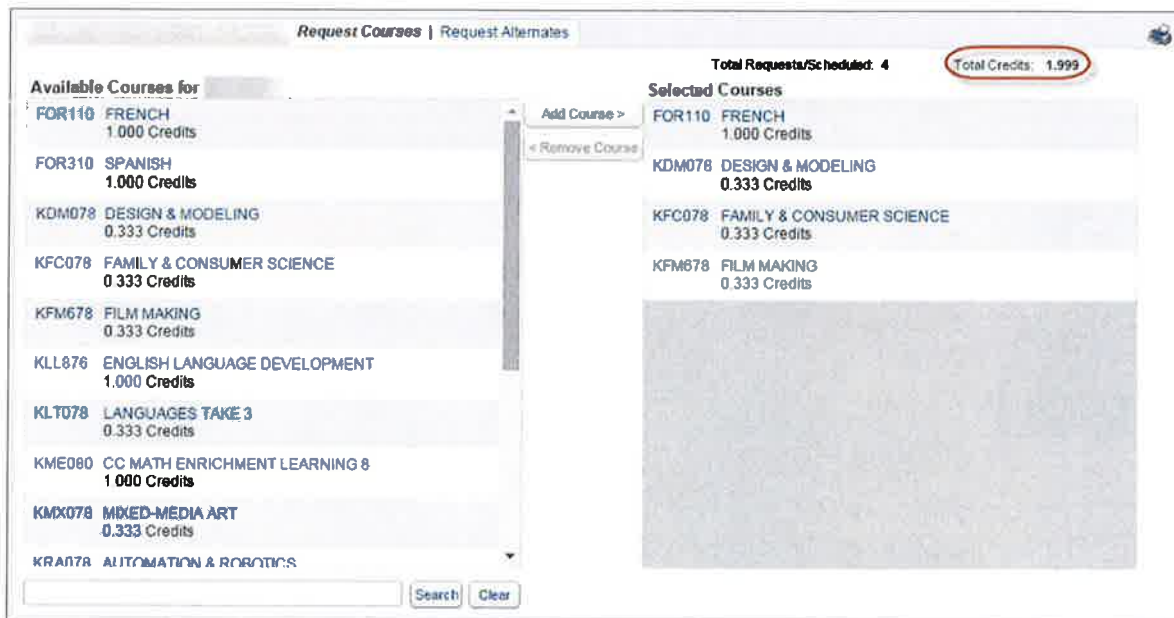 Request Courses | Request Alternates
Total Requests/Scheduled: 4
Total Credits: 1.999
Available Courses for
FOR110 FRENCH
1.000 Credits
FOR310 SPANISH
1.000 Credits
KDM078 DESIGN & MODELING
0.333 Credits
KFC078 FAMILY & CONSUMER SCIENCE
0.333 Credits
KFM678 FILM MAKING
0.333 Credits
KLL876 ENGLISH LANGUAGE DEVELOPMENT
1.000 Credits
KLT078 LANGUAGES TAKE 3
0.333 Credits
KME080 CC MATH ENRICHMENT LEARNING 8
1.000 Credits
KMX078 MIXED-MEDIA ART
0.333 Credits
KRA078 AUTOMATION & ROBOTICS
Search Clear
Add Course >
< Remove Course
Selected Courses
FOR110 FRENCH
1.000 Credits
KDM078 DESIGN & MODELING
0.333 Credits
KFC078 FAMILY & CONSUMER SCIENCE
0.333 Credits
KFM678 FILM MAKING
0.333 Credits